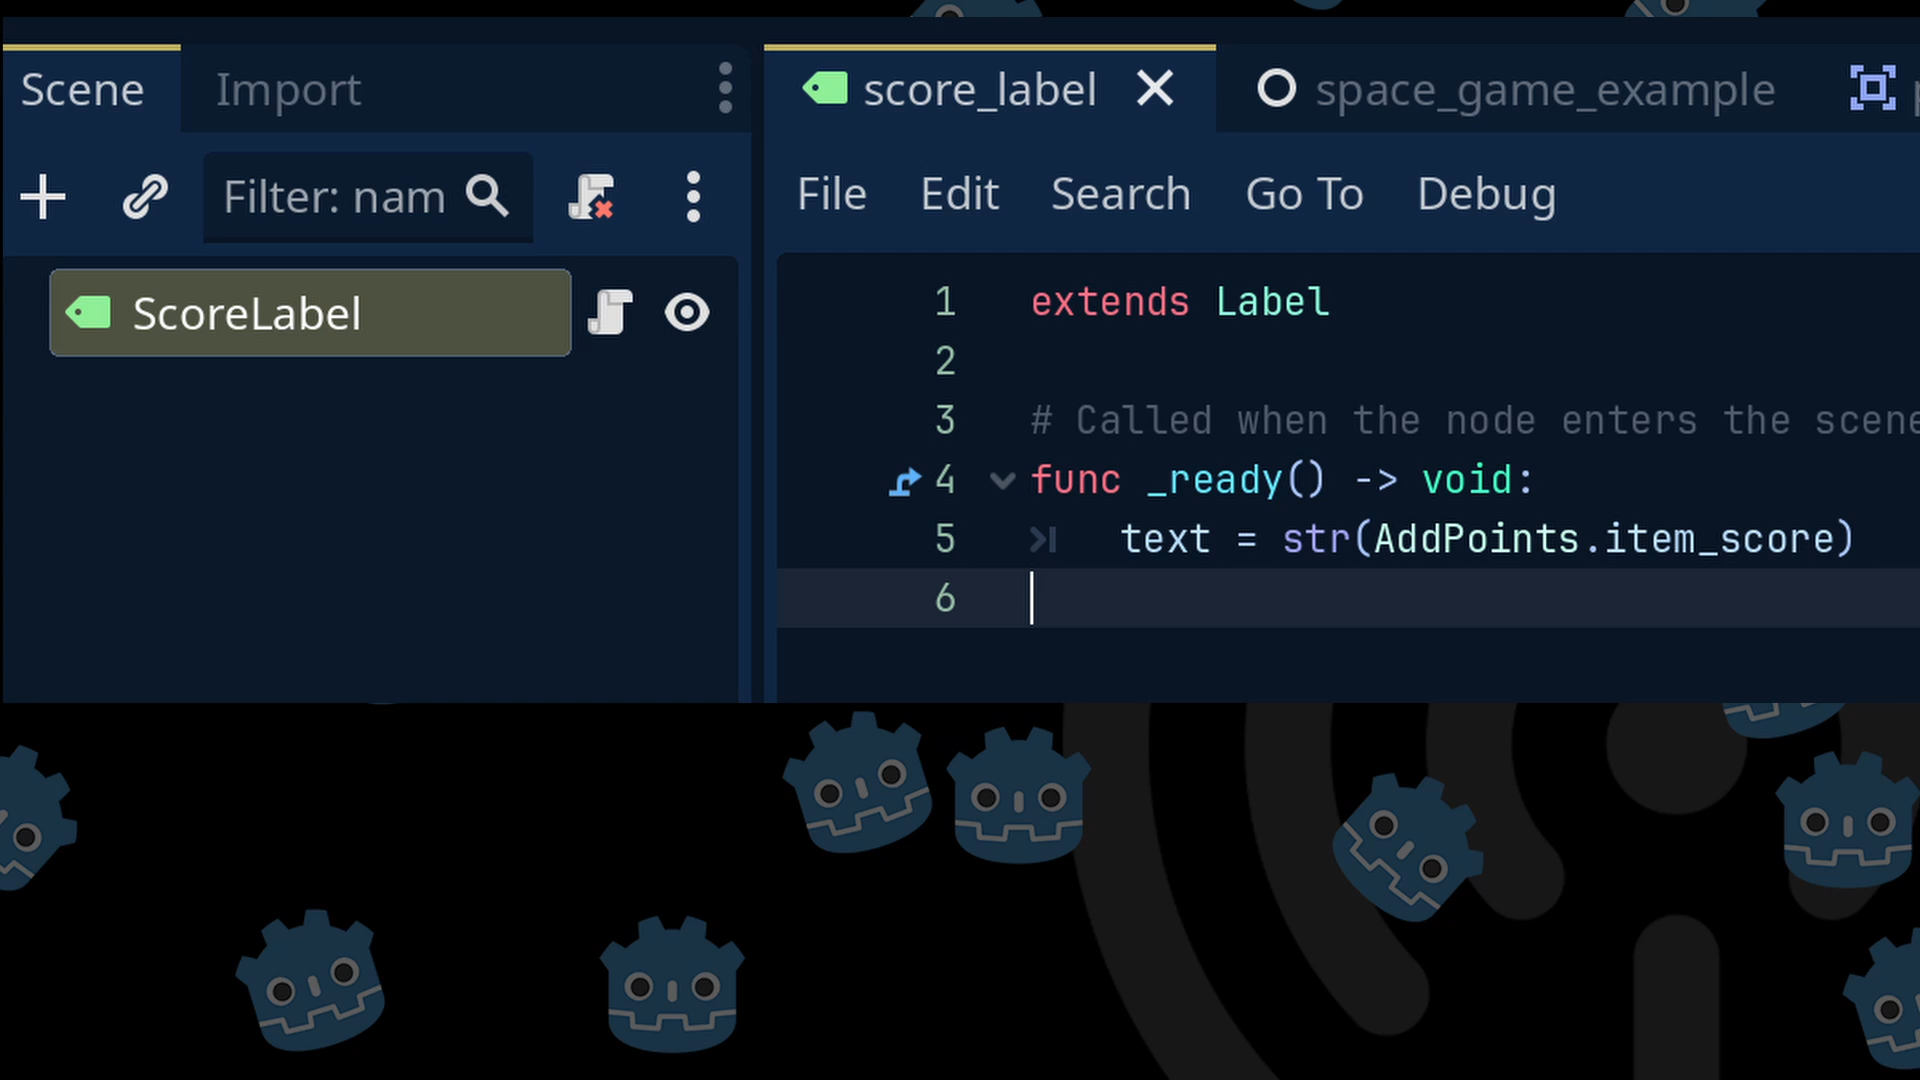 Scene Import
score_label space_game_example
Filter: nam
File Edit Search Go To Debug
ScoreLabel
1 extends Label
2
3 # Called when the node enters the scene
4 func _ready() -> void:
5 text = str(AddPoints.item_score)
6